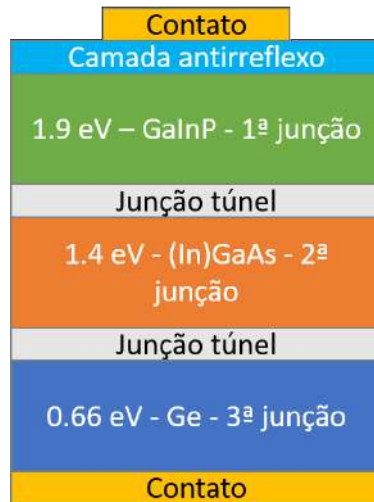 Contato
Camada antirreflexo
1.9 eV – GaInP - 1ª junção
Junção túnel
1.4 eV - (In)GaAs - 2ª
junção
Junção túnel
0.66 eV - Ge - 3ª junção
Contato